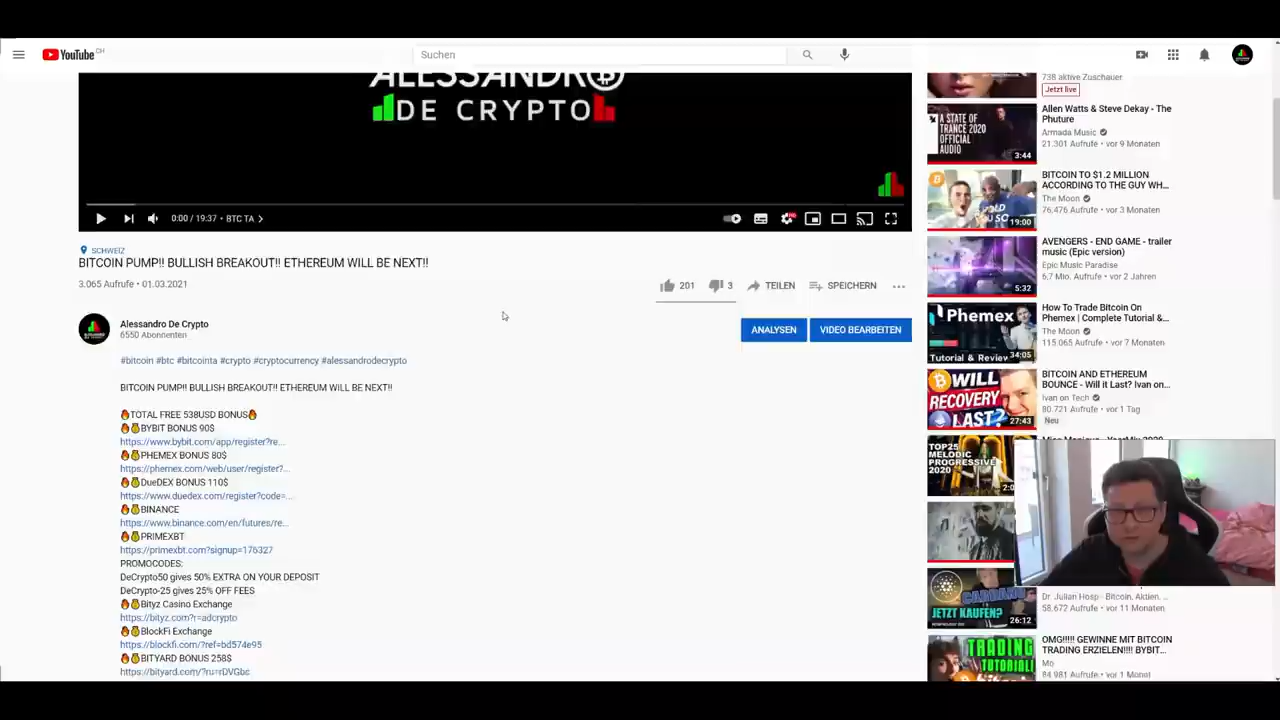 YouTube CH
Suchen
ALESSANDRO
DE CRYPTO
0:00 / 19:37 • BTC TA
SCHWEIZ
BITCOIN PUMP!! BULLISH BREAKOUT!! ETHEREUM WILL BE NEXT!!
3.065 Aufrufe • 01.03.2021
201
3
TEILEN
SPEICHERN
Alessandro De Crypto
6550 Abonnenten
ANALYSEN
VIDEO BEARBEITEN
#bitcoin #btc #bitcointa #crypto #cryptocurrency #alessandrodecrypto
BITCOIN PUMP!! BULLISH BREAKOUT!! ETHEREUM WILL BE NEXT!!
🔥TOTAL FREE 538USD BONUS🔥
🔥💰BYBIT BONUS 90$
https://www.bybit.com/app/register?re...
🔥💰PHEMEX BONUS 80$
https://phemex.com/web/user/register?...
🔥💰DueDEX BONUS 110$
https://www.duedex.com/register?code=...
🔥💰BINANCE
https://www.binance.com/en/futures/re...
🔥💰PRIMEXBT
https://primexbt.com?signup=176327
PROMOCODES:
DeCrypto50 gives 50% EXTRA ON YOUR DEPOSIT
DeCrypto-25 gives 25% OFF FEES
🔥💰Bityz Casino Exchange
https://bityz.com?r=adcrypto
🔥💰BlockFi Exchange
https://blockfi.com/?ref=bd574e95
🔥💰BITYARD BONUS 258$
https://bityard.com/?ru=rDVGbc
738 aktive Zuschauer
Jetzt live
A STATE OF
TRANCE 2020
OFFICIAL
AUDIO
3:44
Allen Watts & Steve Dekay - The
Phuture
Armada Music
21.301 Aufrufe • vor 9 Monaten
19:00
BITCOIN TO $1.2 MILLION
ACCORDING TO THE GUY WH...
The Moon
76.476 Aufrufe • vor 3 Monaten
5:32
AVENGERS - END GAME - trailer
music (Epic version)
Epic Music Paradise
6,7 Mio. Aufrufe • vor 2 Jahren
Phemex
Tutorial & Review
34:05
How To Trade Bitcoin On
Phemex | Complete Tutorial &...
The Moon
115.065 Aufrufe • vor 7 Monaten
WILL
RECOVERY
LAST?
27:43
BITCOIN AND ETHEREUM
BOUNCE - Will it Last? Ivan on...
Ivan on Tech
80.721 Aufrufe • vor 1 Tag
Neu
TOP25
MELODIC
PROGRESSIVE
2020
CARDANO
JETZT KAUFEN?
26:12
Dr. Julian Hosp - Bitcoin, Aktien, ...
58.672 Aufrufe • vor 11 Monaten
TRADING
TUTORIAL!
OMG!!!!! GEWINNE MIT BITCOIN
TRADING ERZIELEN!!!! BYBIT...
Mo
84.981 Aufrufe • vor 1 Monat